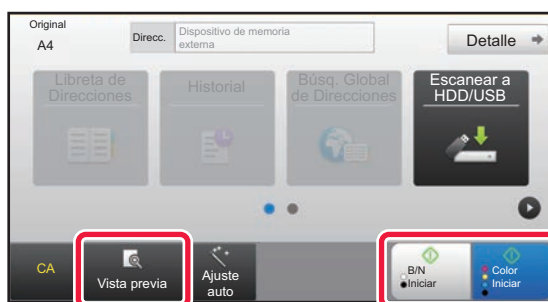 Original
A4
Direcc.
Dispositivo de memoria
externa
Detalle
Libreta de
Direcciones
Historial
Búsq. Global
de Direcciones
Escanear a
HDD/USB
CA
Vista previa
Ajuste
auto
B/N
Iniciar
Color
Iniciar